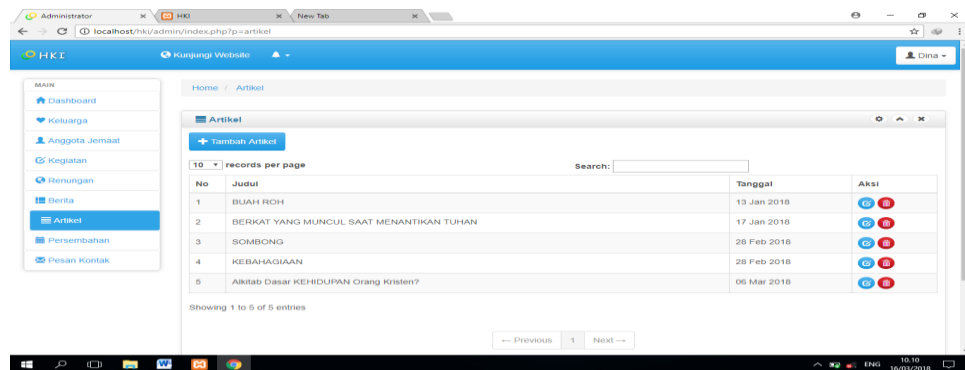 Administrator
HKI
New Tab
localhost/hki/admin/index.php?p=artikel
HKI
Kunjungi Website
Dina
MAIN
Dashboard
Keluarga
Anggota Jemaat
Kegiatan
Renungan
Berita
Artikel
Persembahan
Pesan Kontak
Home / Artikel
Artikel
+ Tambah Artikel
10 records per page
Search:
No Judul Tanggal Aksi
1 BUAH ROH 13 Jan 2018
2 BERKAT YANG MUNCUL SAAT MENANTIKAN TUHAN 17 Jan 2018
3 SOMBONG 28 Feb 2018
4 KEBAHAGIAAN 28 Feb 2018
5 Alkitab Dasar KEHIDUPAN Orang Kristen? 06 Mar 2018
Showing 1 to 5 of 5 entries
← Previous 1 Next →
ENG
10.10
16/03/2018